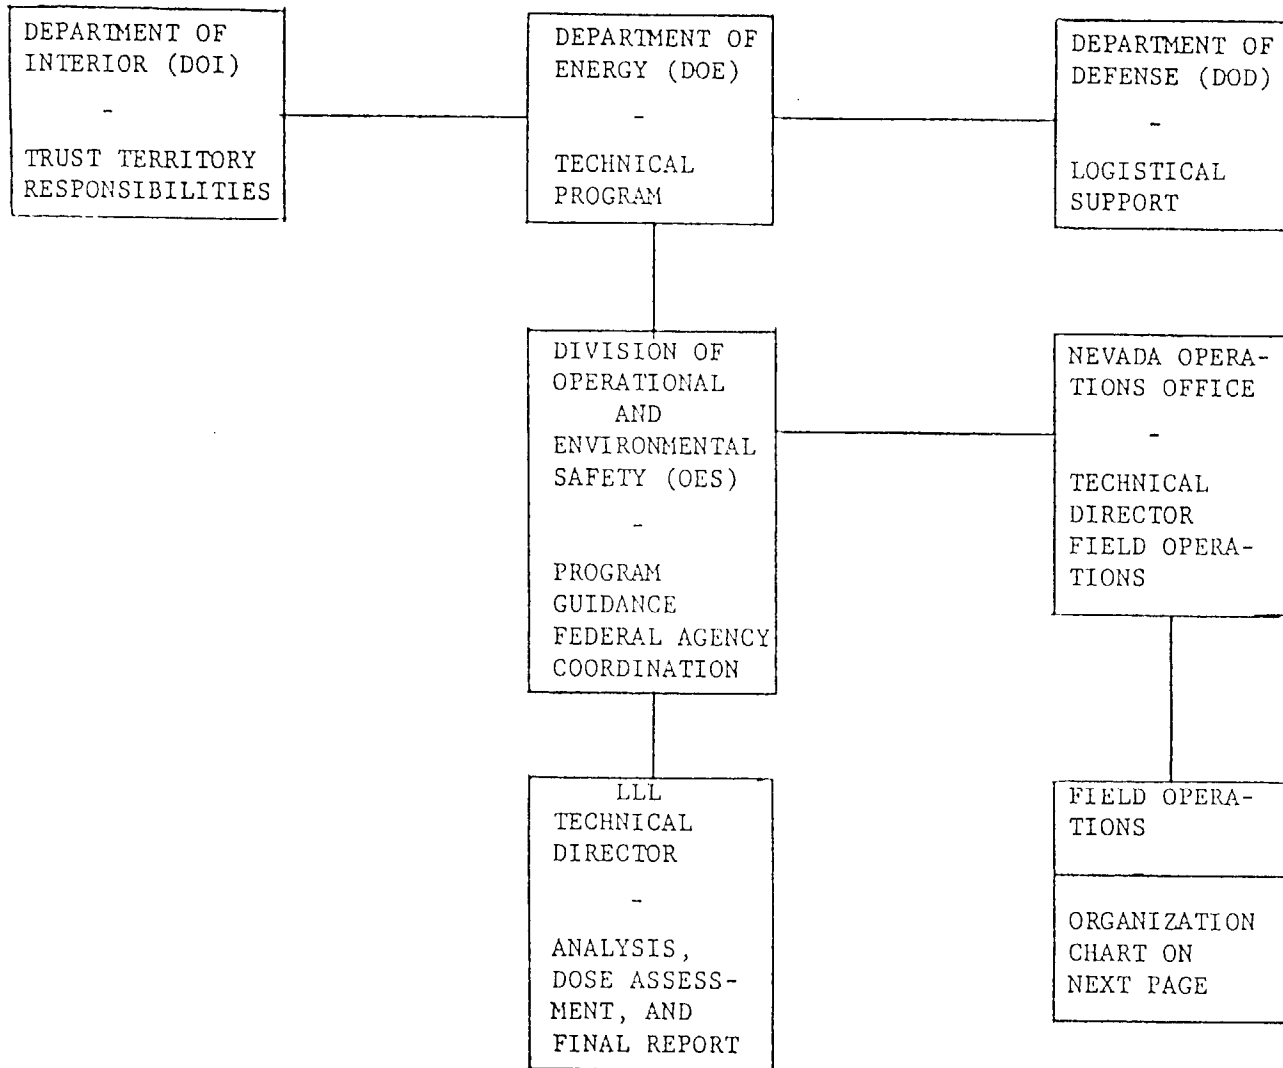 DEPARTMENT OF
INTERIOR (DOI)
-
TRUST TERRITORY
RESPONSIBILITIES
DEPARTMENT OF
ENERGY (DOE)
-
TECHNICAL
PROGRAM
DEPARTMENT OF
DEFENSE (DOD)
-
LOGISTICAL
SUPPORT
DIVISION OF
OPERATIONAL
AND
ENVIRONMENTAL
SAFETY (OES)
-
PROGRAM
GUIDANCE
FEDERAL AGENCY
COORDINATION
NEVADA OPERA-
TIONS OFFICE
-
TECHNICAL
DIRECTOR
FIELD OPERA-
TIONS
LLL
TECHNICAL
DIRECTOR
-
ANALYSIS,
DOSE ASSESS-
MENT, AND
FINAL REPORT
FIELD OPERA-
TIONS
ORGANIZATION
CHART ON
NEXT PAGE